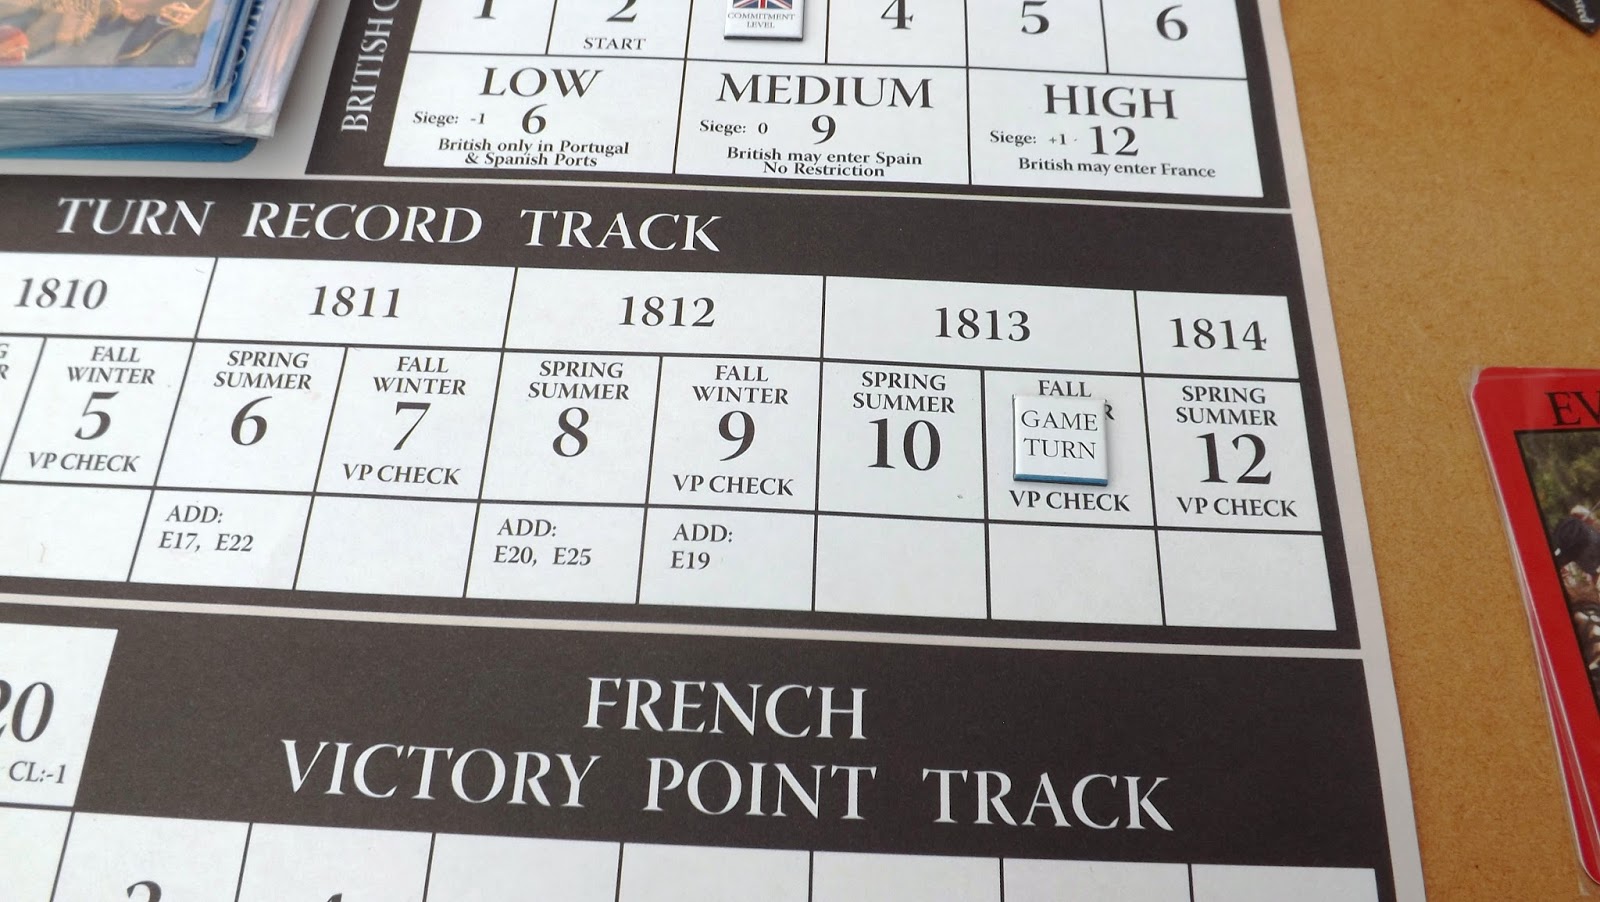 BRITISH
1
2
START
COMMITMENT
LEVEL
4
5
6
LOW
Siege: -1 6
British only in Portugal
& Spanish Ports
MEDIUM
Siege: 0 9
British may enter Spain
No Restriction
HIGH
Siege: +1 · 12
British may enter France
TURN RECORD TRACK
1810
1811
1812
1813
1814
FALL
WINTER
5
VP CHECK
SPRING
SUMMER
6
FALL
WINTER
7
VP CHECK
SPRING
SUMMER
8
FALL
WINTER
9
VP CHECK
SPRING
SUMMER
10
FALL
GAME
TURN
VP CHECK
SPRING
SUMMER
12
VP CHECK
ADD:
E17, E22
ADD:
E20, E25
ADD:
E19
20
CL:-1
FRENCH
VICTORY POINT TRACK
EV